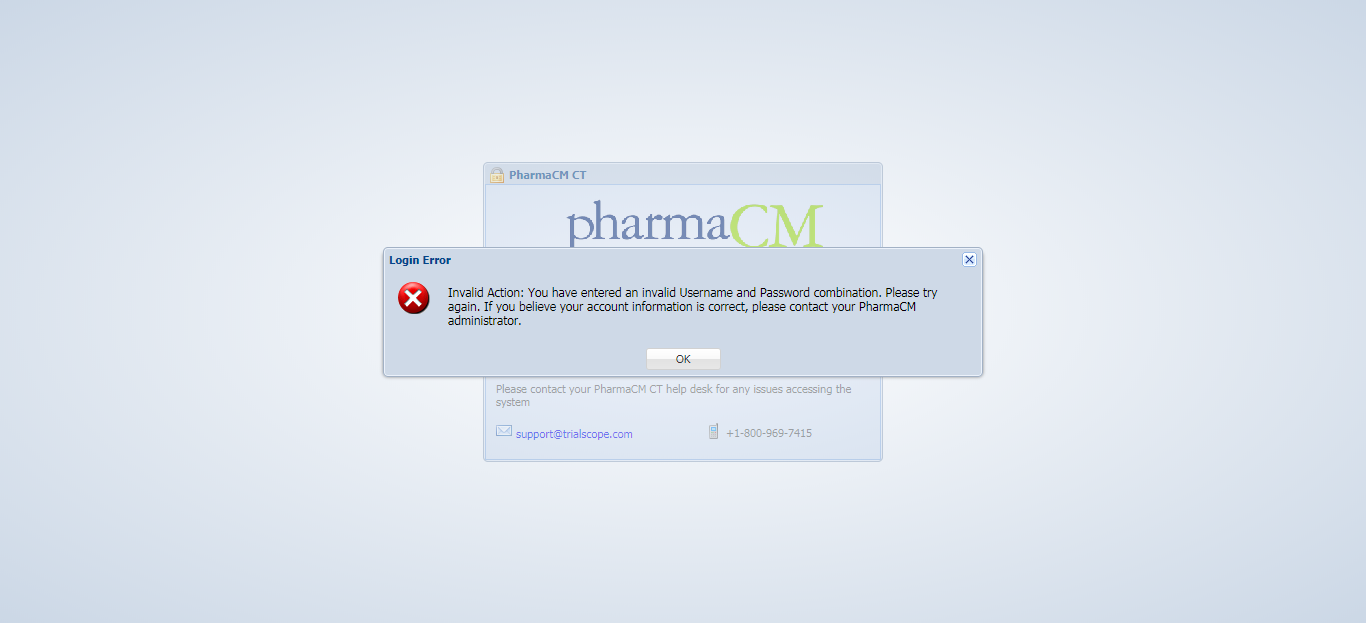 PharmaCM CT
pharmaCM
Login Error
Invalid Action: You have entered an invalid Username and Password combination. Please try
again. If you believe your account information is correct, please contact your PharmaCM
administrator.
OK
Please contact your PharmaCM CT help desk for any issues accessing the
system
support@trialscope.com +1-800-969-7415